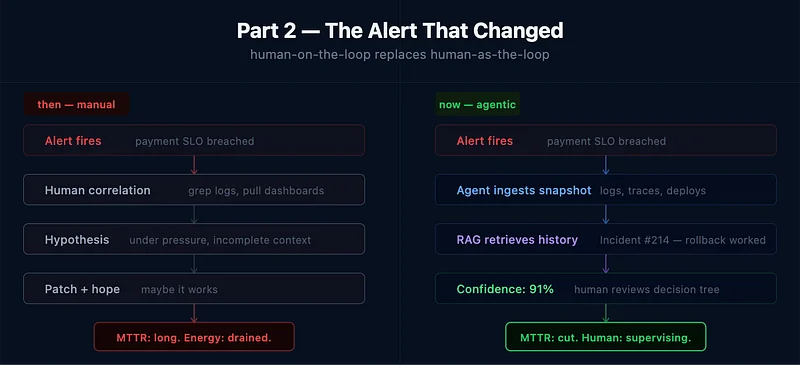 Part 2 — The Alert That Changed
human-on-the-loop replaces human-as-the-loop
then — manual
Alert fires payment SLO breached
Human correlation grep logs, pull dashboards
Hypothesis under pressure, incomplete context
Patch + hope maybe it works
MTTR: long. Energy: drained.
now — agentic
Alert fires payment SLO breached
Agent ingests snapshot logs, traces, deploys
RAG retrieves history Incident #214 — rollback worked
Confidence: 91% human reviews decision tree
MTTR: cut. Human: supervising.